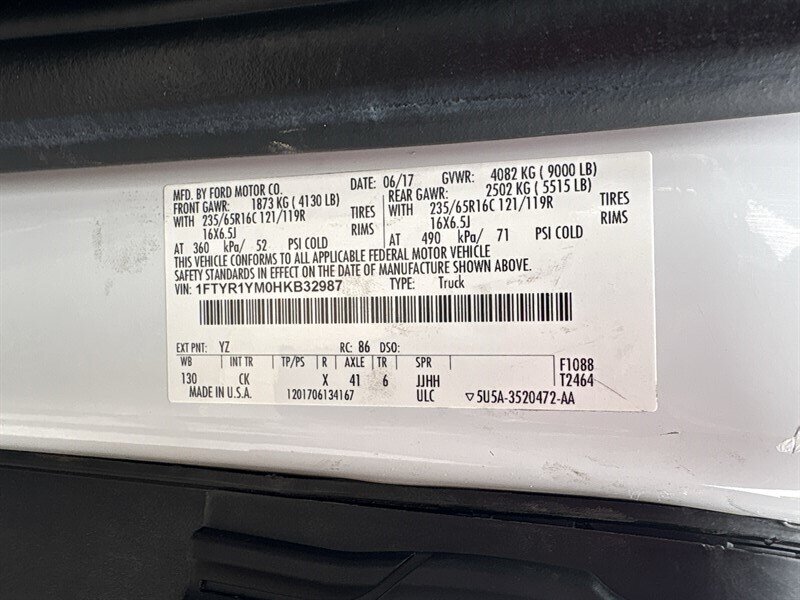 MFD. BY FORD MOTOR CO. DATE: 06/17 GVWR: 4082 KG ( 9000 LB)
FRONT GAWR: 1873 KG ( 4130 LB) REAR GAWR: 2502 KG ( 5515 LB)
WITH 235/65R16C 121/119R TIRES WITH 235/65R16C 121/119R TIRES
16X6.5J RIMS 16X6.5J RIMS
AT 360 kPa/ 52 PSI COLD AT 490 kPa/ 71 PSI COLD
THIS VEHICLE CONFORMS TO ALL APPLICABLE FEDERAL MOTOR VEHICLE
SAFETY STANDARDS IN EFFECT ON THE DATE OF MANUFACTURE SHOWN ABOVE.
VIN: 1FTYR1YM0HKB32987 TYPE: Truck
EXT PNT: YZ RC: 86 DSO:
WB INT TR TP/PS R AXLE TR SPR F1088
130 CK X 41 6 JJHH T2464
MADE IN U.S.A. 1201706134167 ULC ▽5U5A-3520472-AA